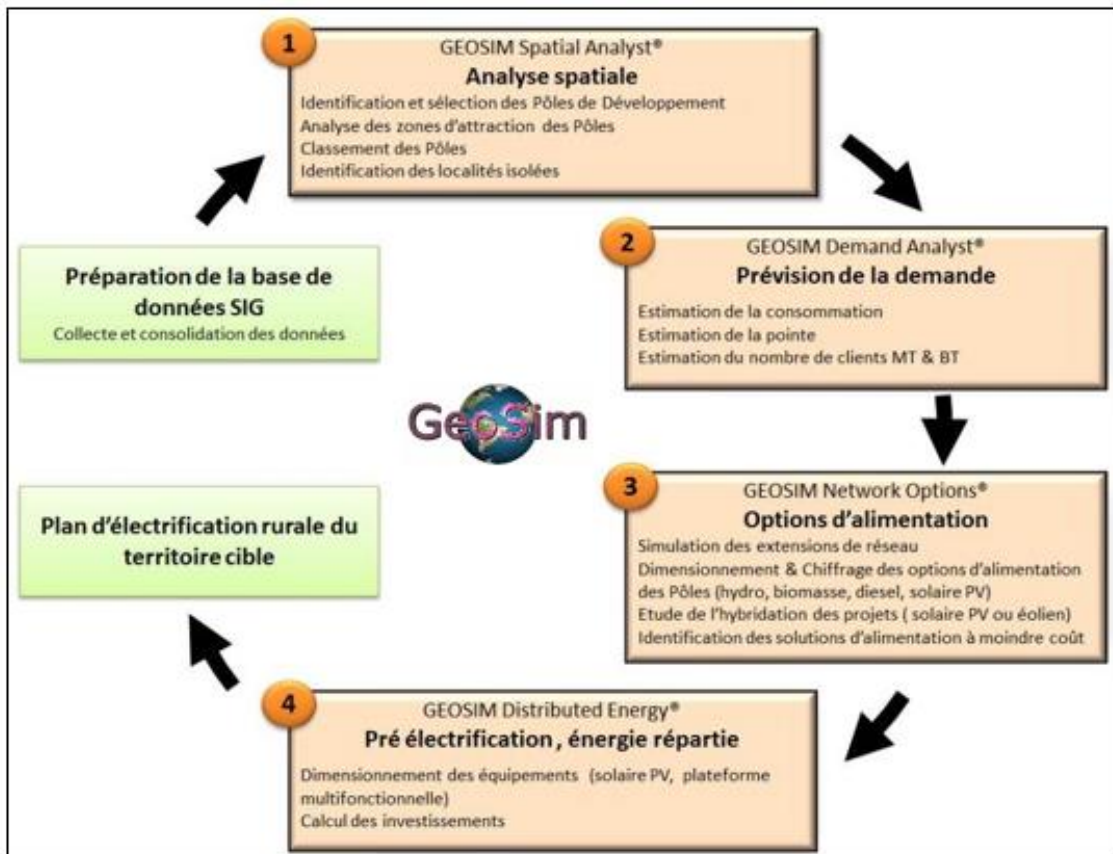 1
GEOSIM Spatial Analyst®
Analyse spatiale
Identification et sélection des Pôles de Développement
Analyse des zones d'attraction des Pôles
Classement des Pôles
Identification des localités isolées
2
GEOSIM Demand Analyst®
Prévision de la demande
Estimation de la consommation
Estimation de la pointe
Estimation du nombre de clients MT & BT
3
GEOSIM Network Options®
Options d'alimentation
Simulation des extensions de réseau
Dimensionnement & Chiffrage des options d'alimentation
des Pôles (hydro, biomasse, diesel, solaire PV)
Etude de l'hybridation des projets ( solaire PV ou éolien)
Identification des solutions d'alimentation à moindre coût
4
GEOSIM Distributed Energy®
Pré électrification , énergie répartie
Dimensionnement des équipements (solaire PV, plateforme
multifonctionnelle)
Calcul des investissements
Préparation de la base de
données SIG
Collecte et consolidation des données
GeoSim
Plan d'électrification rurale du
territoire cible